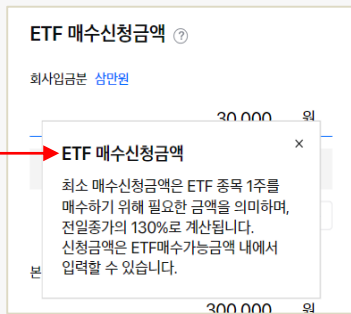 ETF 매수신청금액 ?
회사입금분 삼만원
30,000 원
ETF 매수신청금액 ×
최소 매수신청금액은 ETF 종목 1주를
매수하기 위해 필요한 금액을 의미하며,
전일종가의 130%로 계산됩니다.
신청금액은 ETF매수가능금액 내에서
입력할 수 있습니다.
본
300,000 원